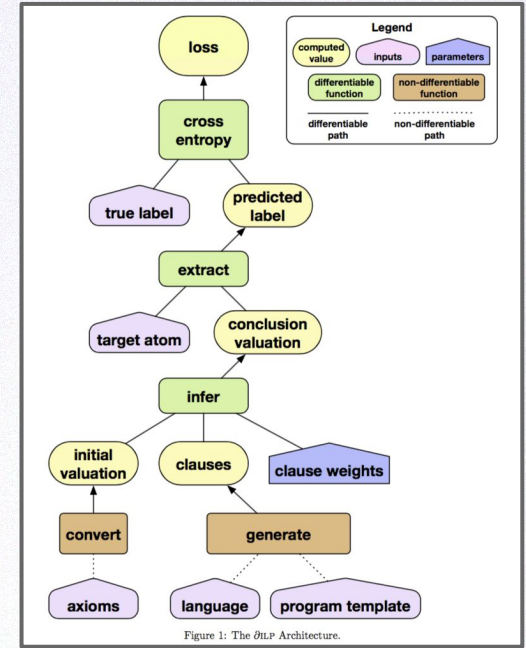 loss
Legend
computed
value
inputs
parameters
differentiable
function
non-differentiable
function
differentiable
path
non-differentiable
path
cross
entropy
true label
predicted
label
extract
target atom
conclusion
valuation
infer
initial
valuation
clauses
clause weights
convert
generate
axioms
language
program template
Figure 1: The ∂ILP Architecture.